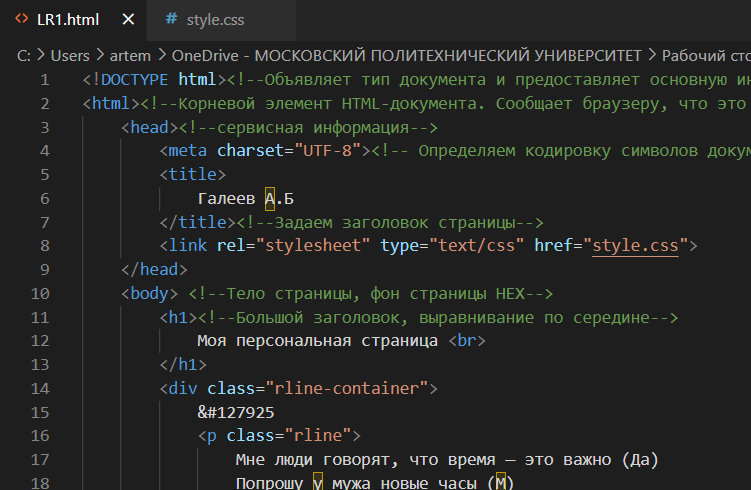 LR1.html style.css
C: > Users > artem > OneDrive - МОСКОВСКИЙ ПОЛИТЕХНИЧЕСКИЙ УНИВЕРСИТЕТ > Рабочий сто
1 <!DOCTYPE html><!--Объявляет тип документа и предоставляет основную ин
2 <html><!--Корневой элемент HTML-документа. Сообщает браузеру, что это
3 <head><!--сервисная информация-->
4 <meta charset="UTF-8"><!-- Определяем кодировку символов докум
5 <title>
6 Галеев А.Б
7 </title><!--Задаем заголовок страницы-->
8 <link rel="stylesheet" type="text/css" href="style.css">
9 </head>
10 <body> <!--Тело страницы, фон страницы HEX-->
11 <h1><!--Большой заголовок, выравнивание по середине-->
12 Моя персональная страница <br>
13 </h1>
14 <div class="rline-container">
15 &#127925
16 <p class="rline">
17 Мне люди говорят, что время — это важно (Да)
18 Попрошу у мужа новые часы (М)